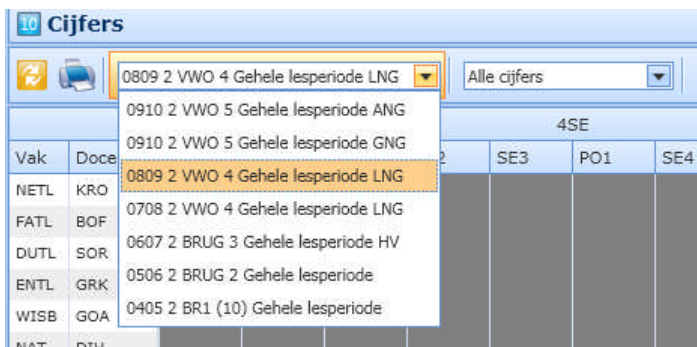 10 Cijfers
0809 2 VWO 4 Gehele lesperiode LNG Alle cijfers
0910 2 VWO 5 Gehele lesperiode ANG
0910 2 VWO 5 Gehele lesperiode GNG
0809 2 VWO 4 Gehele lesperiode LNG
0708 2 VWO 4 Gehele lesperiode LNG
0607 2 BRUG 3 Gehele lesperiode HV
0506 2 BRUG 2 Gehele lesperiode
0405 2 BR1 (10) Gehele lesperiode
4SE
Vak Doce SE3 PO1 SE4
NETL KRO
FATL BOF
DUTL SOR
ENTL GRK
WISB GOA
NAT